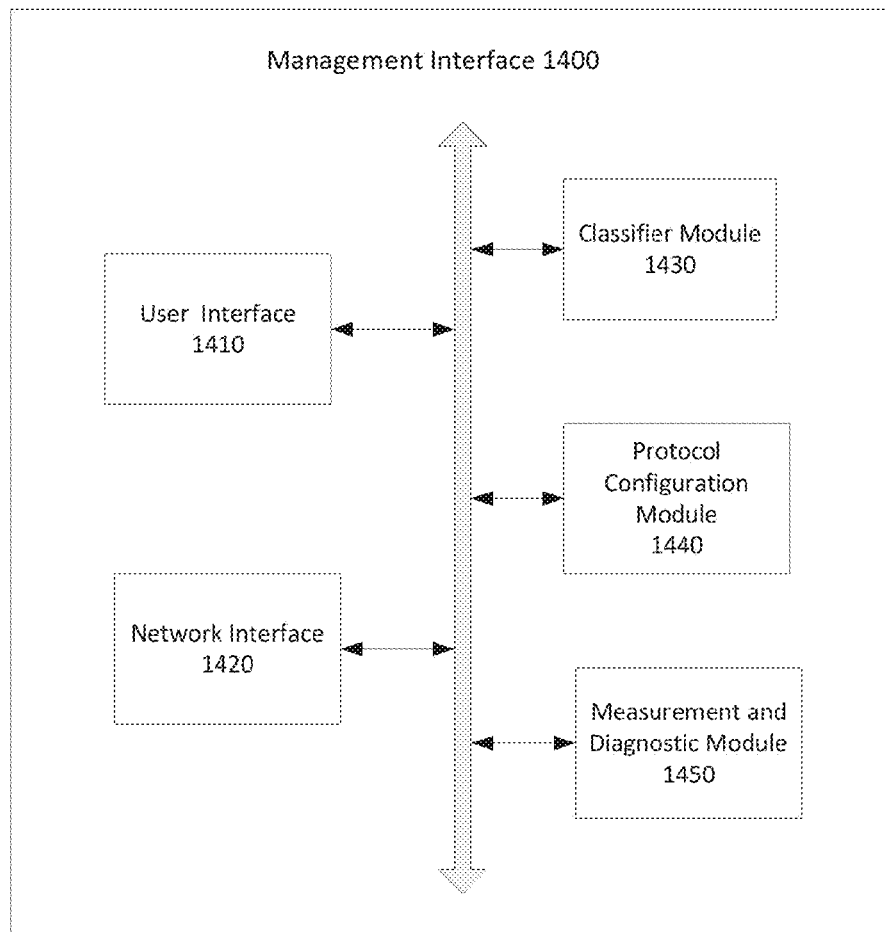 Management Interface 1400
Classifier Module
1430
User Interface
1410
Protocol
Configuration
Module
1440
Network Interface
1420
Measurement and
Diagnostic Module
1450